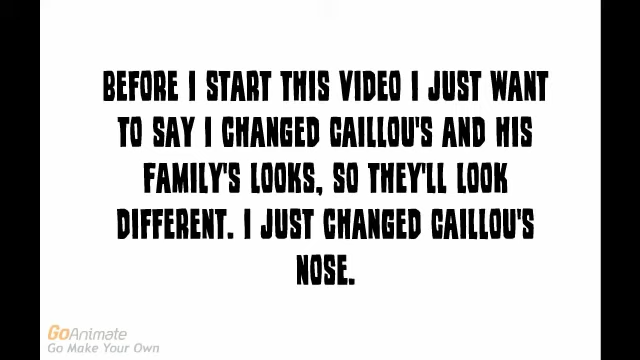 BEFORE I START THIS VIDEO I JUST WANT
TO SAY I CHANGED CAILLOU'S AND HIS
FAMILY'S LOOKS, SO THEY'LL LOOK
DIFFERENT. I JUST CHANGED CAILLOU'S
NOSE.
GoAnimate
Go Make Your Own